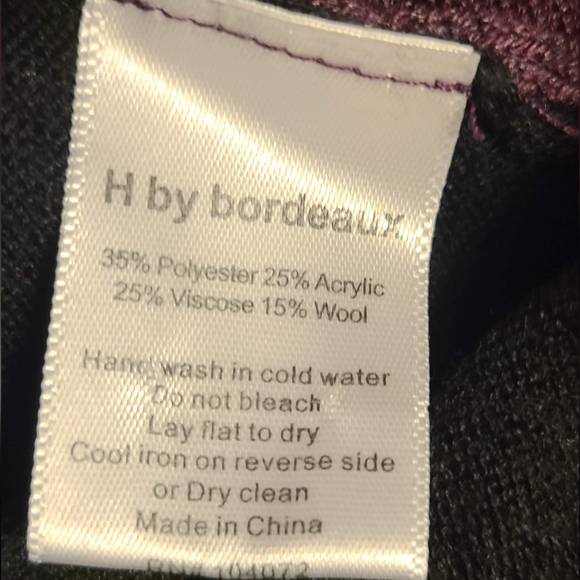 H by bordeaux
35% Polyester 25% Acrylic
25% Viscose 15% Wool
Hand wash in cold water
Do not bleach
Lay flat to dry
Cool iron on reverse side
or Dry clean
Made in China
104072